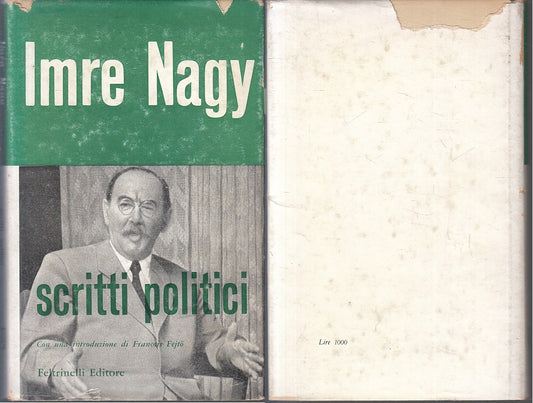 Imre Nagy
scritti politici
Con una introduzione di François Fejtö
Feltrinelli Editore
Lire 1000